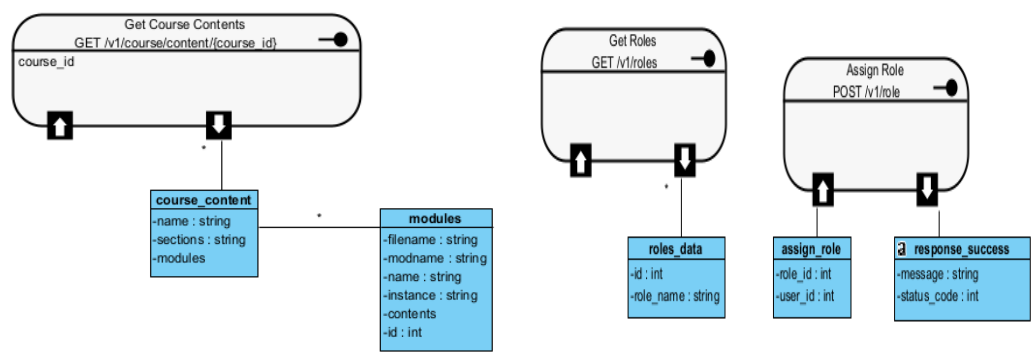 Get Course Contents
GET /v1/course/content/{course_id}
course_id
*
course_content
-name : string
-sections : string
-modules
*
modules
-filename : string
-modname : string
-name : string
-instance : string
-contents
-id : int
Get Roles
GET /v1/roles
*
roles_data
-id : int
-role_name : string
Assign Role
POST /v1/role
assign_role
-role_id : int
-user_id : int
a response_success
-message : string
-status_code : int